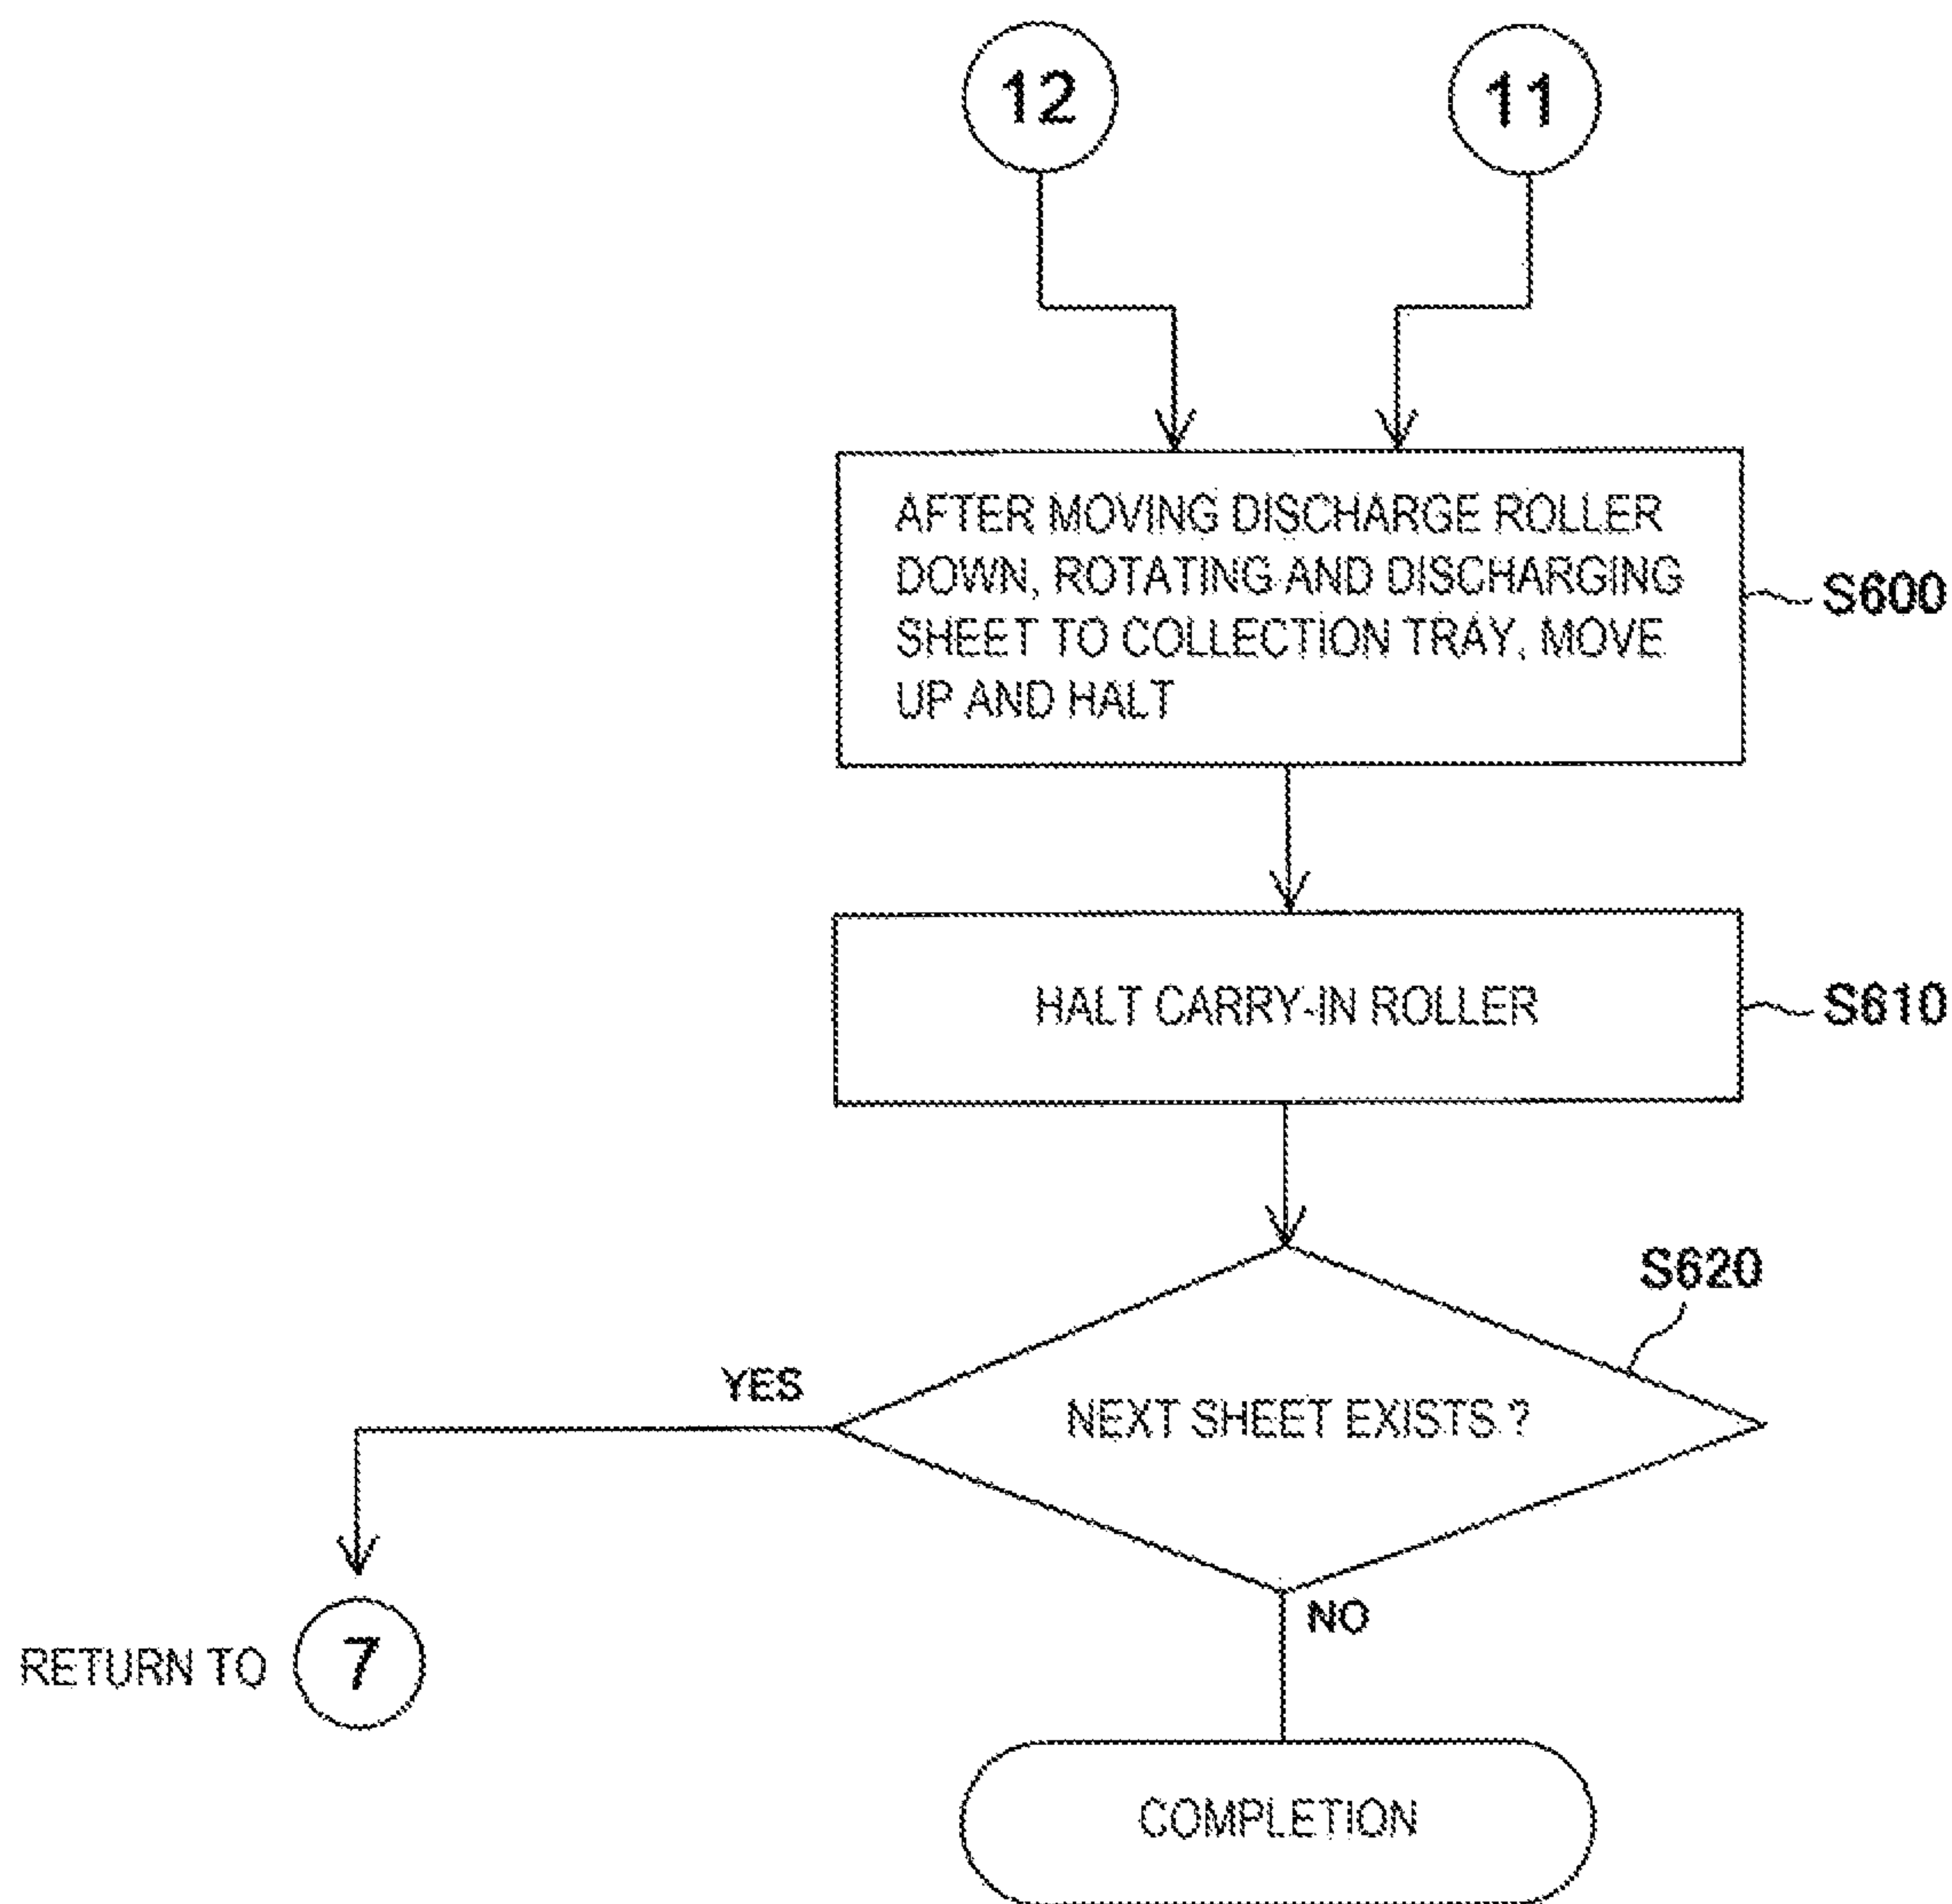 12
11
AFTER MOVING DISCHARGE ROLLER
DOWN, ROTATING AND DISCHARGING
SHEET TO COLLECTION TRAY, MOVE
UP AND HALT
S600
HALT CARRY-IN ROLLER
S610
S620
YES
NEXT SHEET EXISTS ?
NO
RETURN TO 7
COMPLETION